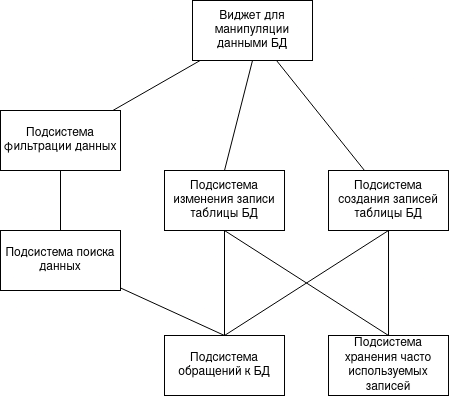 Виджет для
манипуляции
данными БД
Подсистема
фильтрации данных
Подсистема
изменения записи
таблицы БД
Подсистема
создания записей
таблицы БД
Подсистема поиска
данных
Подсистема
обращений к БД
Подсистема
хранения часто
используемых
записей